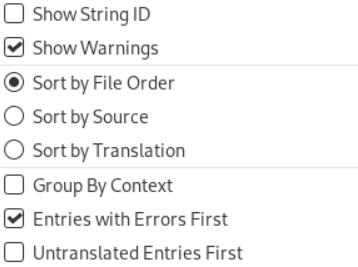 Show String ID
Show Warnings
Sort by File Order
Sort by Source
Sort by Translation
Group By Context
Entries with Errors First
Untranslated Entries First